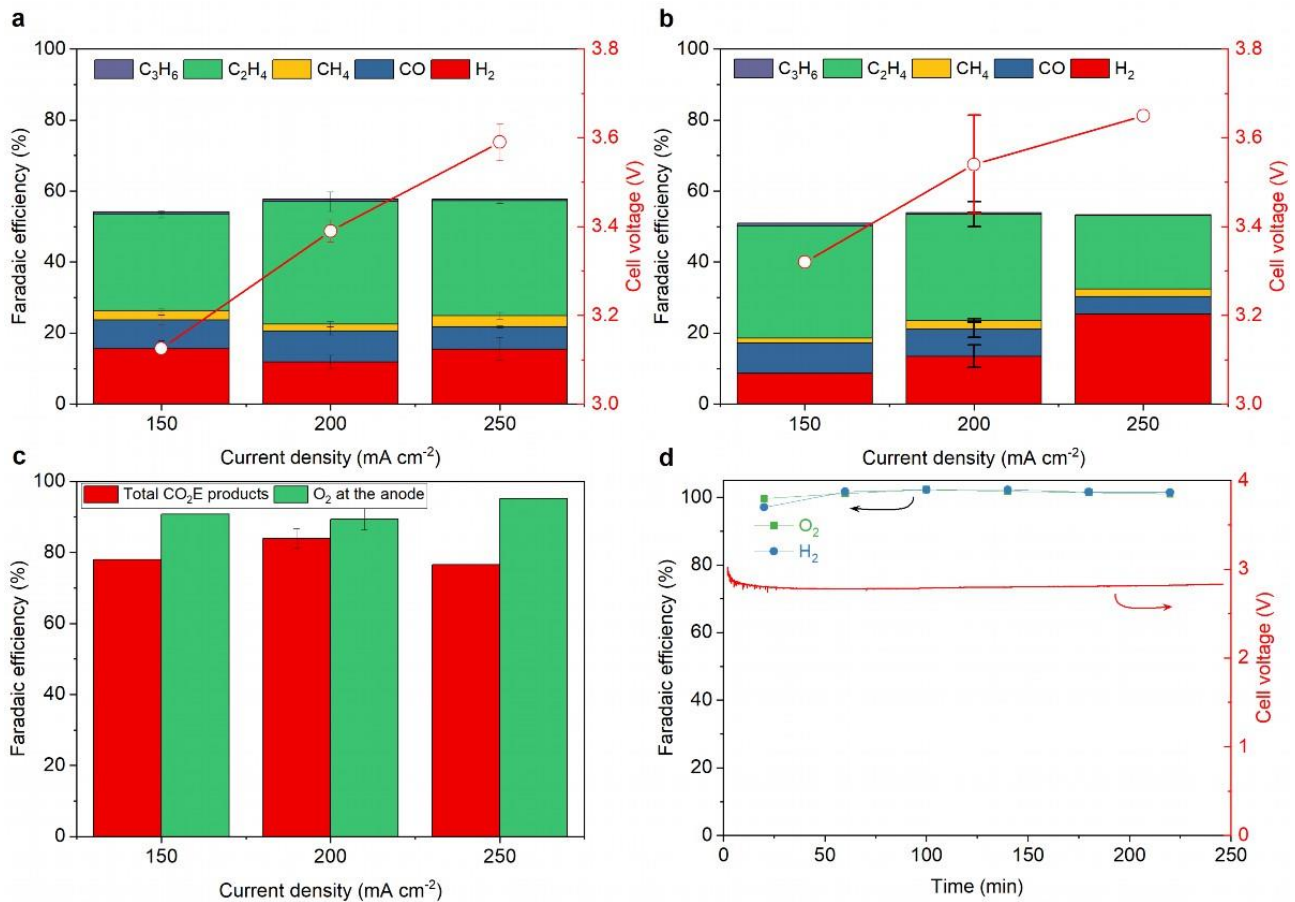 a
C₃H₆ C₂H₄ CH₄ CO H₂
Faradaic efficiency (%)
100
80
60
40
20
0
Cell voltage (V)
3.8
3.6
3.4
3.2
3.0
150 200 250
Current density (mA cm⁻²)
b
C₃H₆ C₂H₄ CH₄ CO H₂
Faradaic efficiency (%)
100
80
60
40
20
0
Cell voltage (V)
3.8
3.6
3.4
3.2
3.0
150 200 250
Current density (mA cm⁻²)
c
Total CO₂E products O₂ at the anode
Faradaic efficiency (%)
100
80
60
40
20
0
150 200 250
Current density (mA cm⁻²)
d
O₂
H₂
Faradaic efficiency (%)
100
80
60
40
20
0
Cell voltage (V)
4
3
2
1
0
0 50 100 150 200
Time (min)